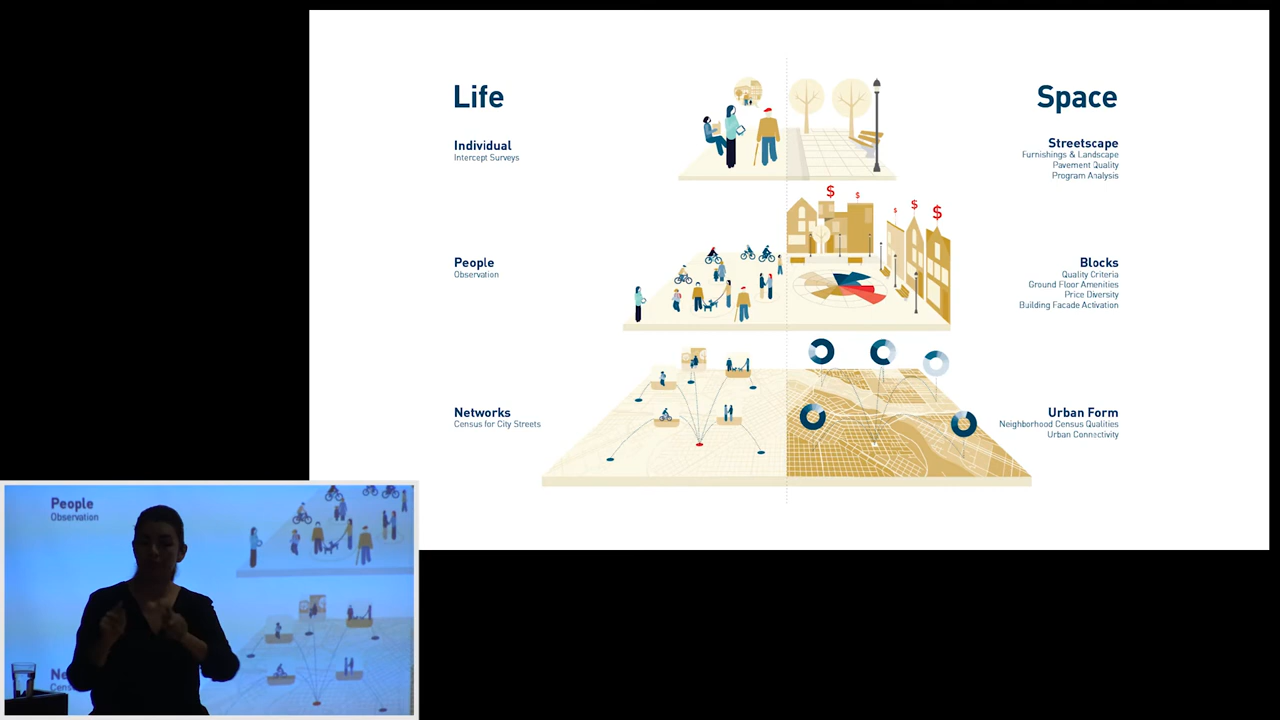 Life
Individual
Intercept Surveys
People
Observation
Networks
Census for City Streets
Space
Streetscape
Furnishings & Landscape
Pavement Quality
Program Analysis
$ $ $ $ $
Blocks
Quality Criteria
Ground Floor Amenities
Price Diversity
Building Facade Activation
Urban Form
Neighborhood Census Qualities
Urban Connectivity
People
Observation
Ne
Cens